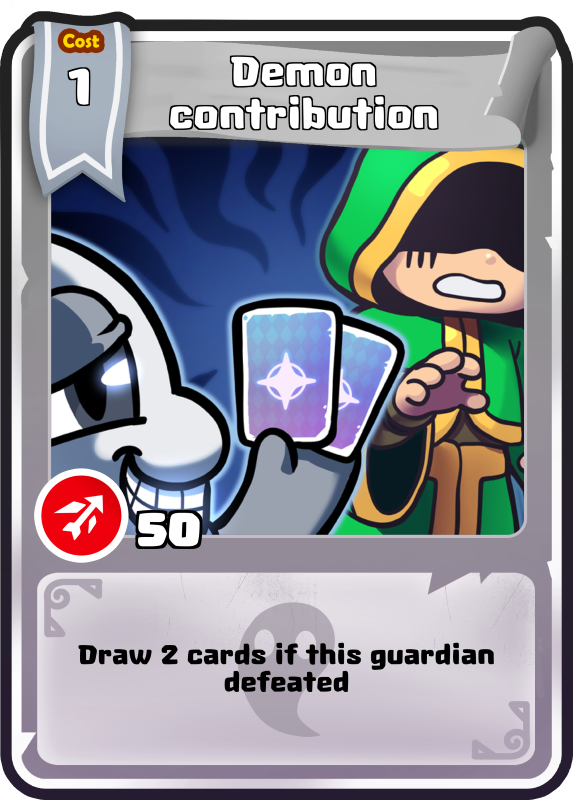 Cost
1
Demon
contribution
50
Draw 2 cards if this guardian
defeated